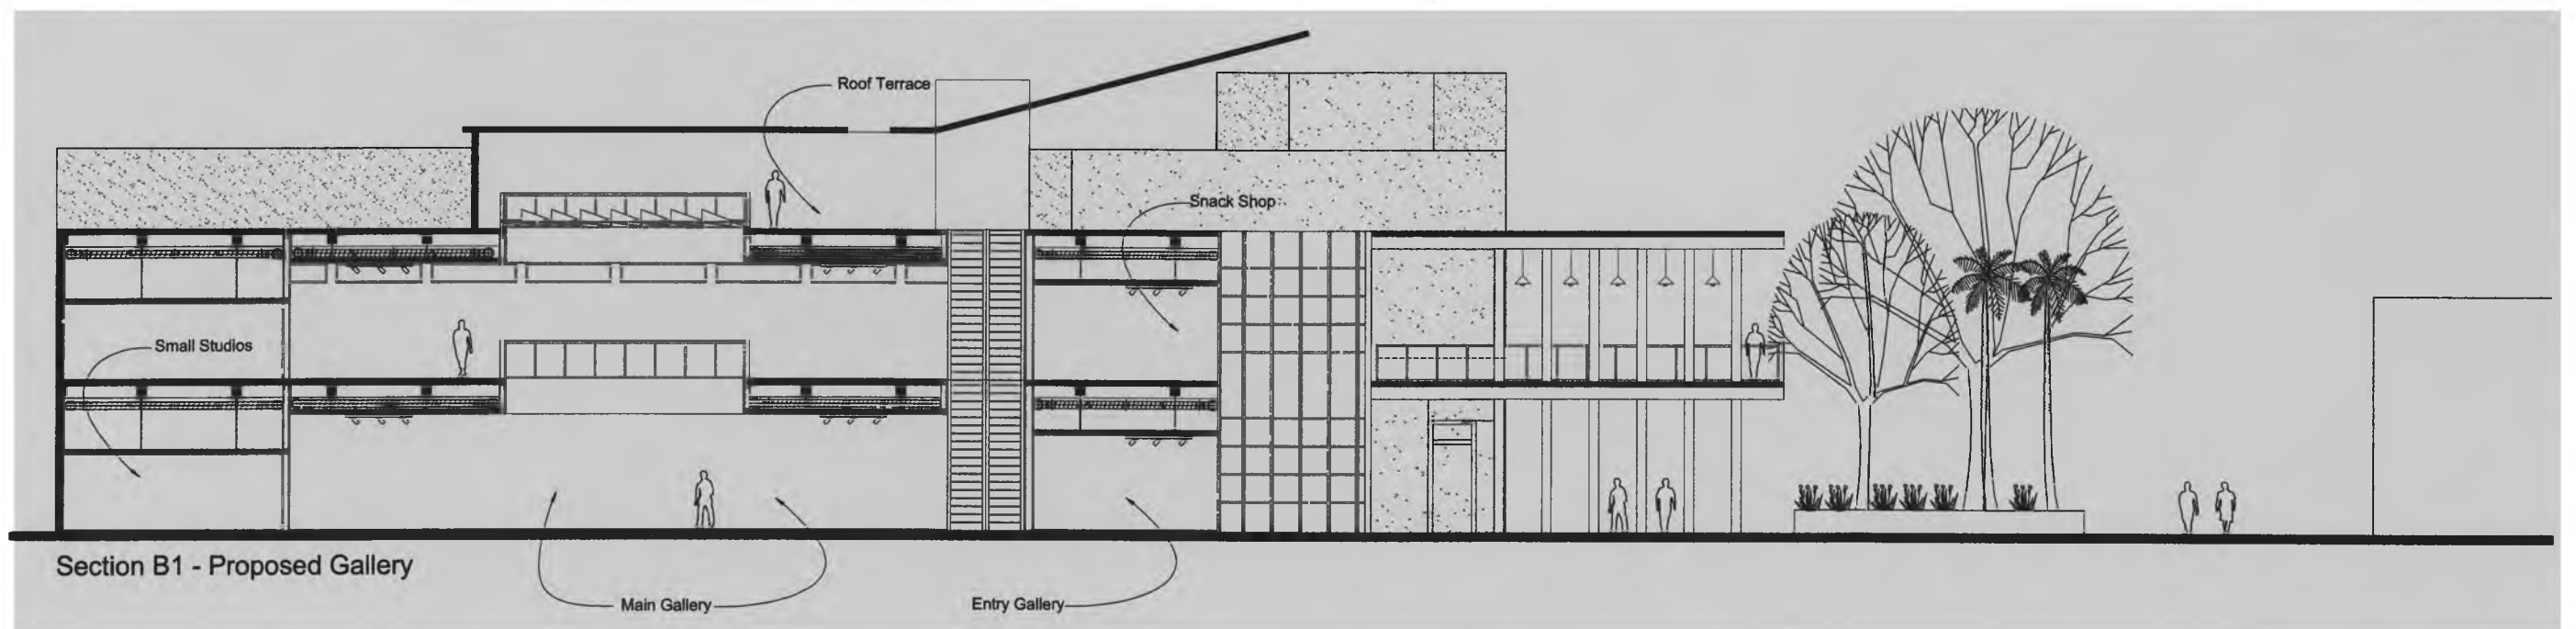 Roof Terrace
Snack Shop
Small Studios
Section B1 - Proposed Gallery
Main Gallery
Entry Gallery